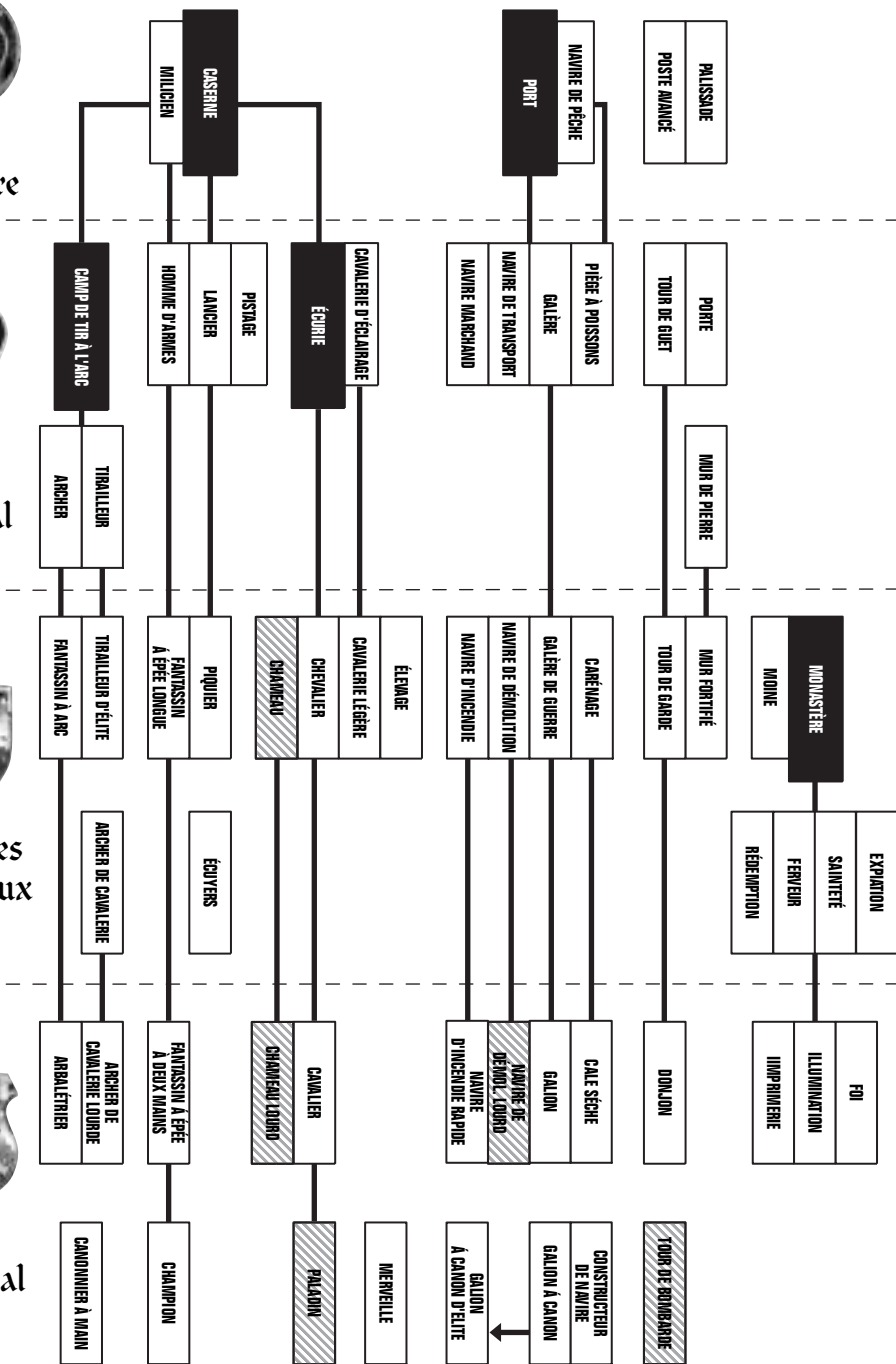 MILICIEN
CASERNE
PORT
NAVIRE DE PÊCHE
POSTE AVANCÉ
PALISSADE
re
CAMP DE TIR À L'ARC
HOMME D'ARMES
LANCIER
PISTAGE
ÉCURIE
CAVALERIE D'ÉCLAIRAGE
NAVIRE MARCHAND
NAVIRE DE TRANSPORT
GALÈRE
PIÈGE À POISSONS
TOUR DE GUET
PORTE
ARCHER
TIRAILLEUR
MUR DE PIERRE
al
FANTASSIN À ARC
TIRAILLEUR D'ÉLITE
FANTASSIN
Á ÉPÉE LONGUE
PIQUIER
CHAMEAU
CHEVALIER
CAVALERIE LÉGÈRE
ÉLEVAGE
NAVIRE D'INCENDIE
NAVIRE DE DÉMOLITION
GALÈRE DE GUERRE
CARÉNAGE
TOUR DE GARDE
MUR FORTIFIÉ
MOINE
MONASTÈRE
es
ux
ARCHER DE CAVALERIE
ÉCUYERS
RÉDEMPTION
FERVEUR
SAINTETÉ
EXPIATION
ARBALÉTRIER
ARCHER DE
CAVALERIE LOURDE
FANTASSIN À ÉPÉE
À DEUX MAINS
CHAMEAU LOURD
CAVALIER
NAVIRE
D'INCENDIE RAPIDE
NAVIRE DE
DÉMOL. LOURD
GALION
CALE SÉCHE
DONJON
IIMPRIMERIE
ILLUMINATION
FOI
al
CANONNIER À MAIN
CHAMPION
PALADIN
MERVEILLE
GALION
Á CANON D'ELITE
GALION Á CANON
CONSTRUCTEUR
DE NAVIRE
TOUR DE BOMBARDE